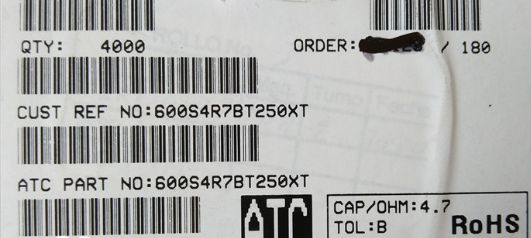 QTY: 4000
ORDER: / 180
CUST REF NO:600S4R7BT250XT
ATC PART NO:600S4R7BT250XT
ATC
CAP/OHM:4.7
TOL:B
RoHS